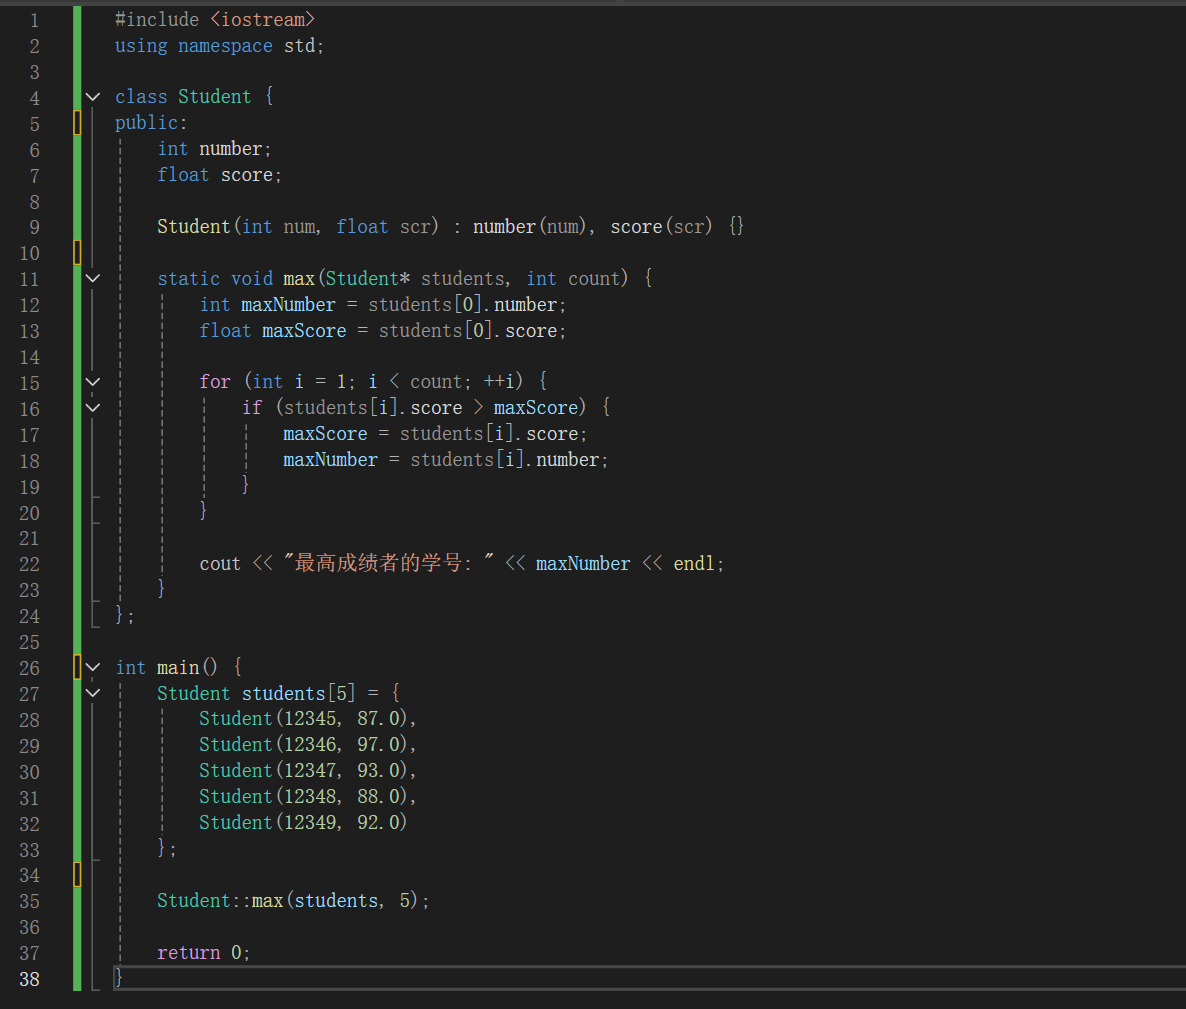 1 #include <iostream>
2 using namespace std;
3
4 class Student {
5 public:
6     int number;
7     float score;
8
9     Student(int num, float scr) : number(num), score(scr) {}
10
11     static void max(Student* students, int count) {
12         int maxNumber = students[0].number;
13         float maxScore = students[0].score;
14
15         for (int i = 1; i < count; ++i) {
16             if (students[i].score > maxScore) {
17                 maxScore = students[i].score;
18                 maxNumber = students[i].number;
19             }
20         }
21
22         cout << "最高成绩者的学号: " << maxNumber << endl;
23     }
24 };
25
26 int main() {
27     Student students[5] = {
28         Student(12345, 87.0),
29         Student(12346, 97.0),
30         Student(12347, 93.0),
31         Student(12348, 88.0),
32         Student(12349, 92.0)
33     };
34
35     Student::max(students, 5);
36
37     return 0;
38 }